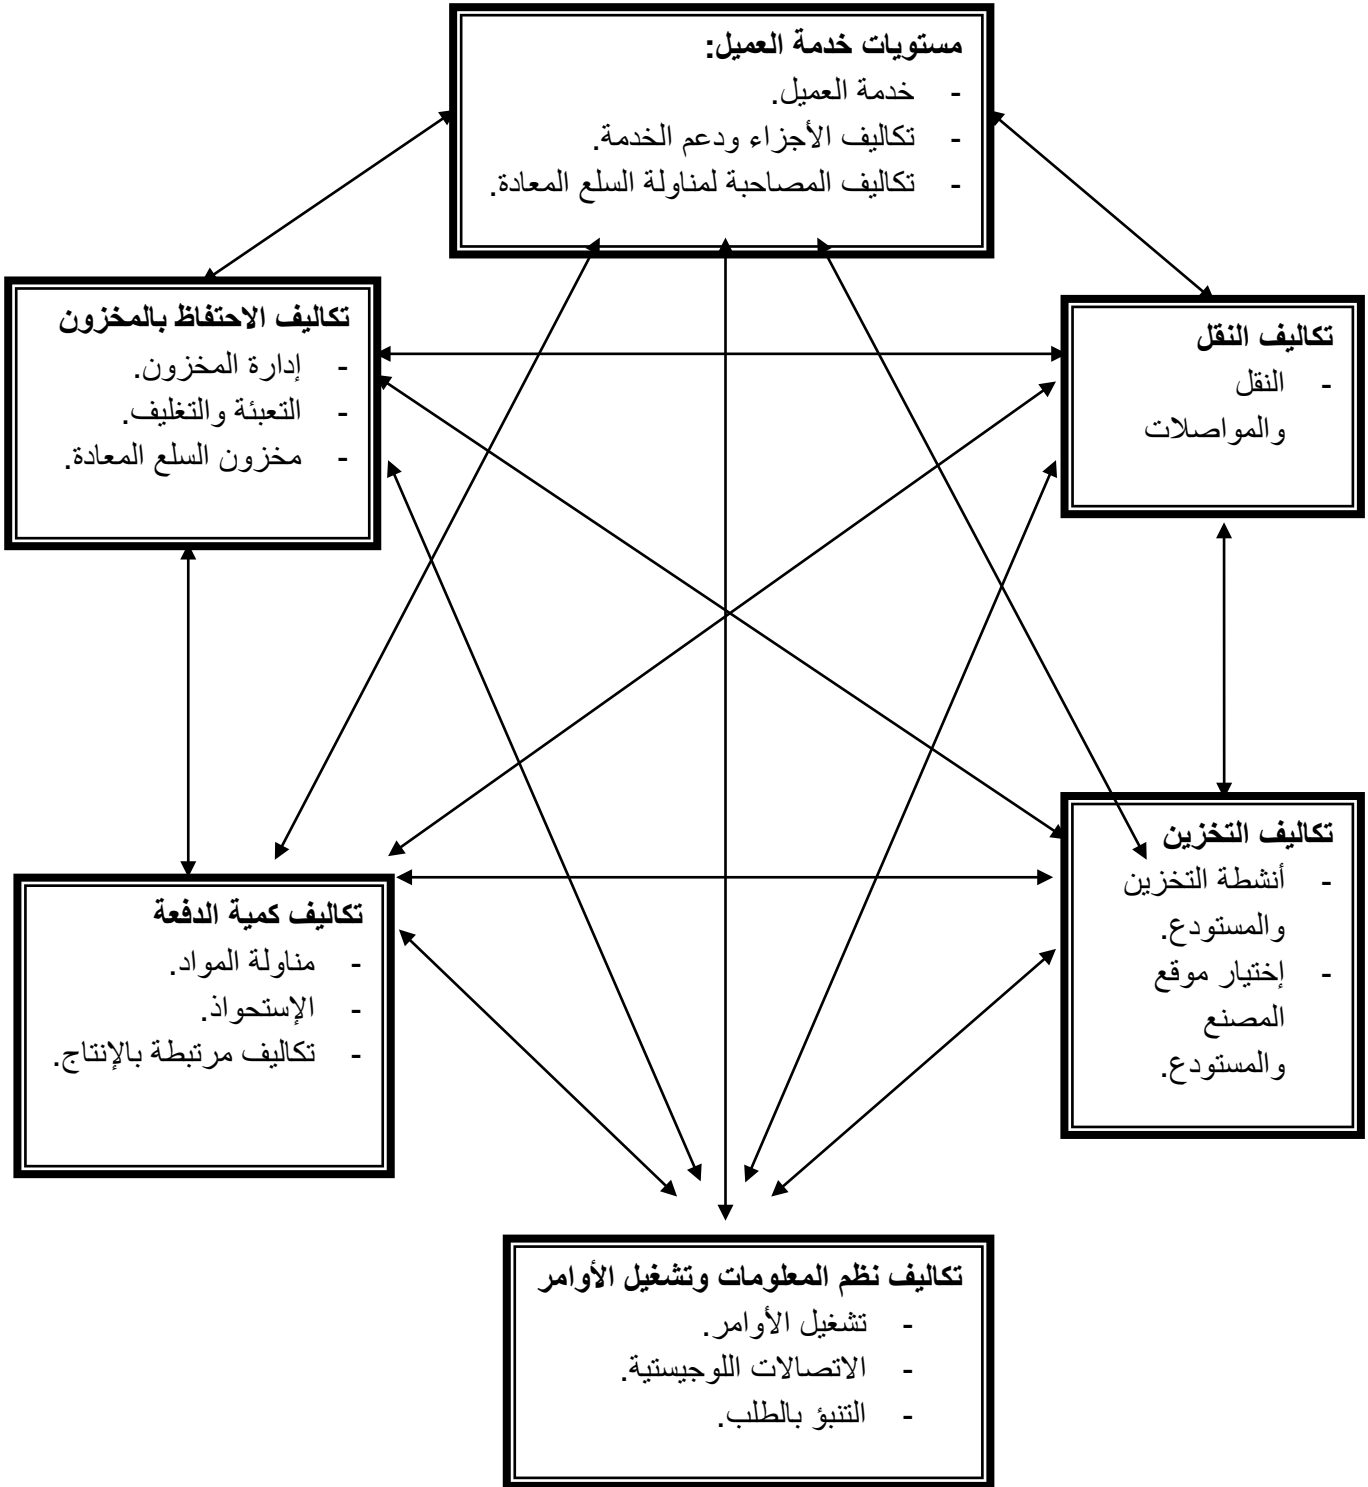 مستويات خدمة العميل:
- خدمة العميل.
- تكاليف الأجزاء ودعم الخدمة.
- تكاليف المصاحبة لمناولة السلع المعادة.
تكاليف النقل
- النقل
والمواصلات
تكاليف الاحتفاظ بالمخزون
- إدارة المخزون.
- التعبئة والتغليف.
- مخزون السلع المعادة.
تكاليف التخزين
- أنشطة التخزين
والمستودع.
- إختيار موقع
المصنع
والمستودع.
تكاليف كمية الدفعة
- مناولة المواد.
- الإستحواذ.
- تكاليف مرتبطة بالإنتاج.
تكاليف نظم المعلومات وتشغيل الأوامر
- تشغيل الأوامر.
- الاتصالات اللوجيستية.
- التنبؤ بالطلب.